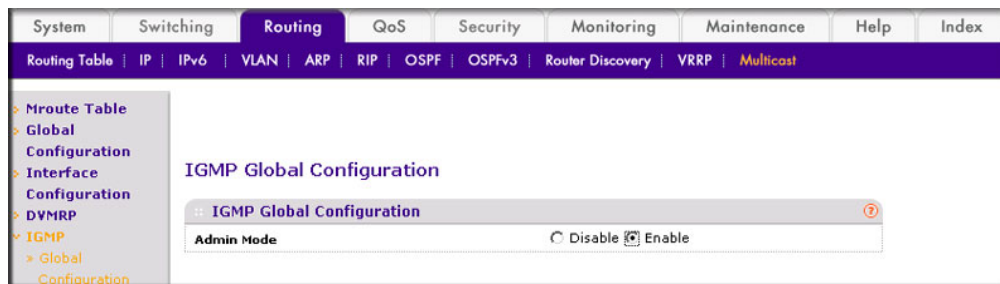 System Switching Routing QoS Security Monitoring Maintenance Help Index
Routing Table | IP | IPv6 | VLAN | ARP | RIP | OSPF | OSPFv3 | Router Discovery | VRRP | Multicast
Mroute Table
Global
Configuration
Interface
Configuration
DVMRP
IGMP
» Global
Configuration
IGMP Global Configuration
IGMP Global Configuration
Admin Mode Disable Enable